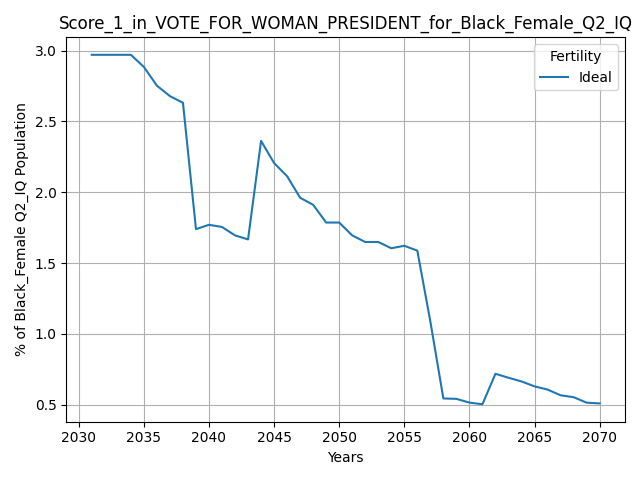 Score_1_in_VOTE_FOR_WOMAN_PRESIDENT_for_Black_Female_Q2_IQ
Fertility
Ideal
3.0
2.5
2.0
1.5
1.0
0.5
% of Black_Female Q2_IQ Population
2030 2035 2040 2045 2050 2055 2060 2065 2070
Years